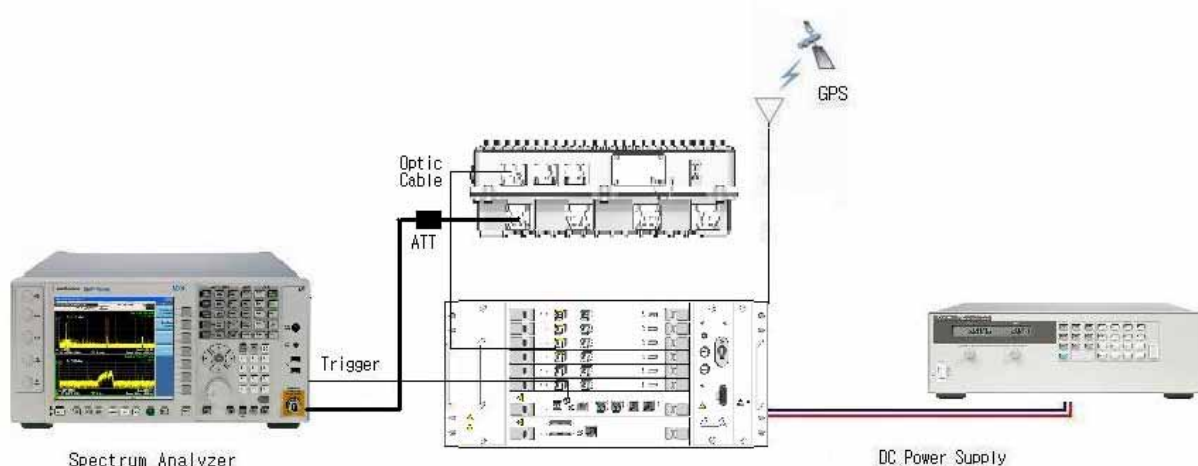 GPS
Optic
Cable
ATT
Trigger
Spectrum Analyzer
DC Power Supply